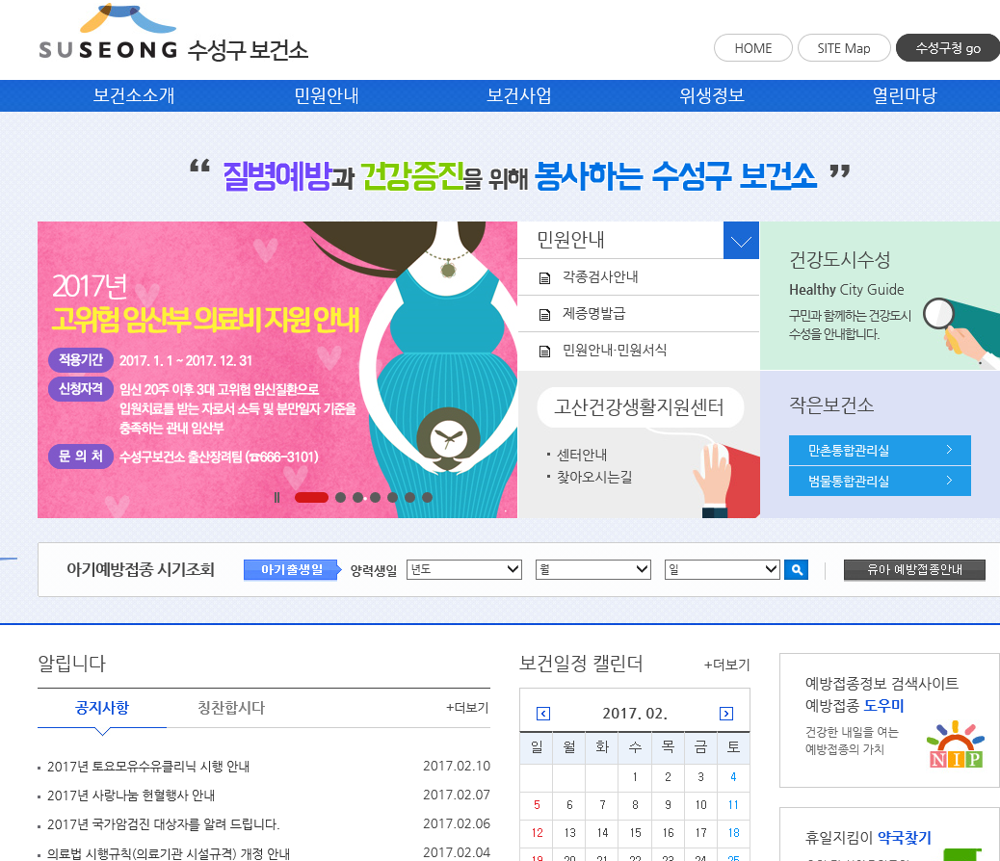 SUSEONG 수성구 보건소
HOME SITE Map 수성구청 go
보건소소개 민원안내 보건사업 위생정보 열린마당
“ 질병예방과 건강증진을 위해 봉사하는 수성구 보건소 ”
2017년
고위험 임산부 의료비 지원 안내
적용기간 2017. 1. 1 ~ 2017. 12. 31
신청자격 임신 20주 이후 3대 고위험 임신질환으로
입원치료를 받는 자로서 소득 및 분만일자 기준을
충족하는 관내 임산부
문 의 처 수성구보건소 출산장려팀 (☎666-3101)
민원안내
각종검사안내
제증명발급
민원안내·민원서식
고산건강생활지원센터
센터안내
찾아오시는길
건강도시수성
Healthy City Guide
구민과 함께하는 건강도시
수성을 안내합니다.
작은보건소
만촌통합관리실
범물통합관리실
아기예방접종 시기조회 아기출생일 양력생일 년도 월 일 유아 예방접종안내
알립니다
공지사항 칭찬합시다 +더보기
2017년 토요모유수유클리닉 시행 안내 2017.02.10
2017년 사랑나눔 헌혈행사 안내 2017.02.07
2017년 국가암검진 대상자를 알려 드립니다. 2017.02.06
의료법 시행규칙(의료기관 시설규격) 개정 안내 2017.02.04
보건일정 캘린더 +더보기
2017. 02.
일 월 화 수 목 금 토
1 2 3 4
5 6 7 8 9 10 11
12 13 14 15 16 17 18
19 20 21 22 23 24 25
예방접종정보 검색사이트
예방접종 도우미
건강한 내일을 여는
예방접종의 가치
NIP
휴일지킴이 약국찾기